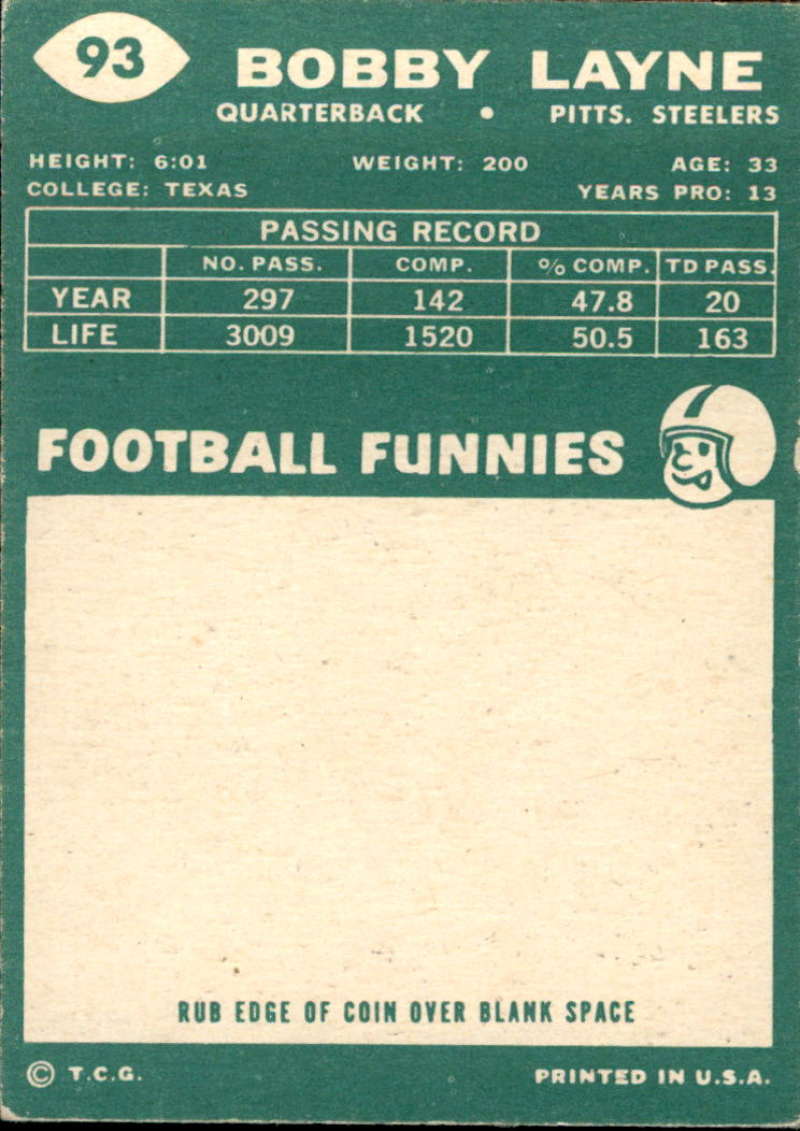 93
BOBBY LAYNE
QUARTERBACK • PITTS. STEELERS
HEIGHT: 6:01 WEIGHT: 200 AGE: 33
COLLEGE: TEXAS YEARS PRO: 13
PASSING RECORD
NO. PASS. COMP. % COMP. TD PASS.
YEAR 297 142 47.8 20
LIFE 3009 1520 50.5 163
FOOTBALL FUNNIES
RUB EDGE OF COIN OVER BLANK SPACE
© T.C.G. PRINTED IN U.S.A.